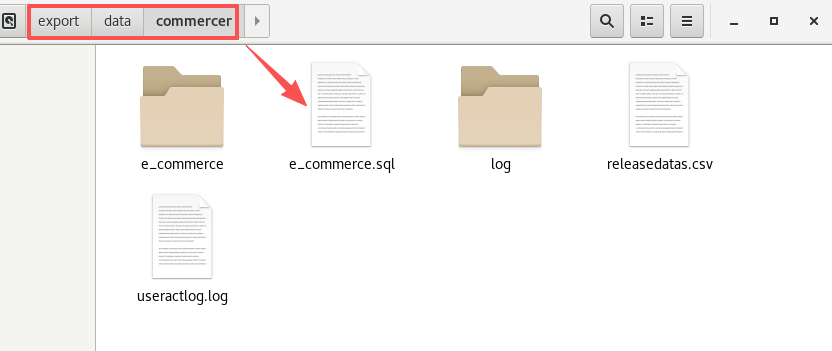 export data commercer
e_commerce e_commerce.sql log releasedatas.csv
useractlog.log